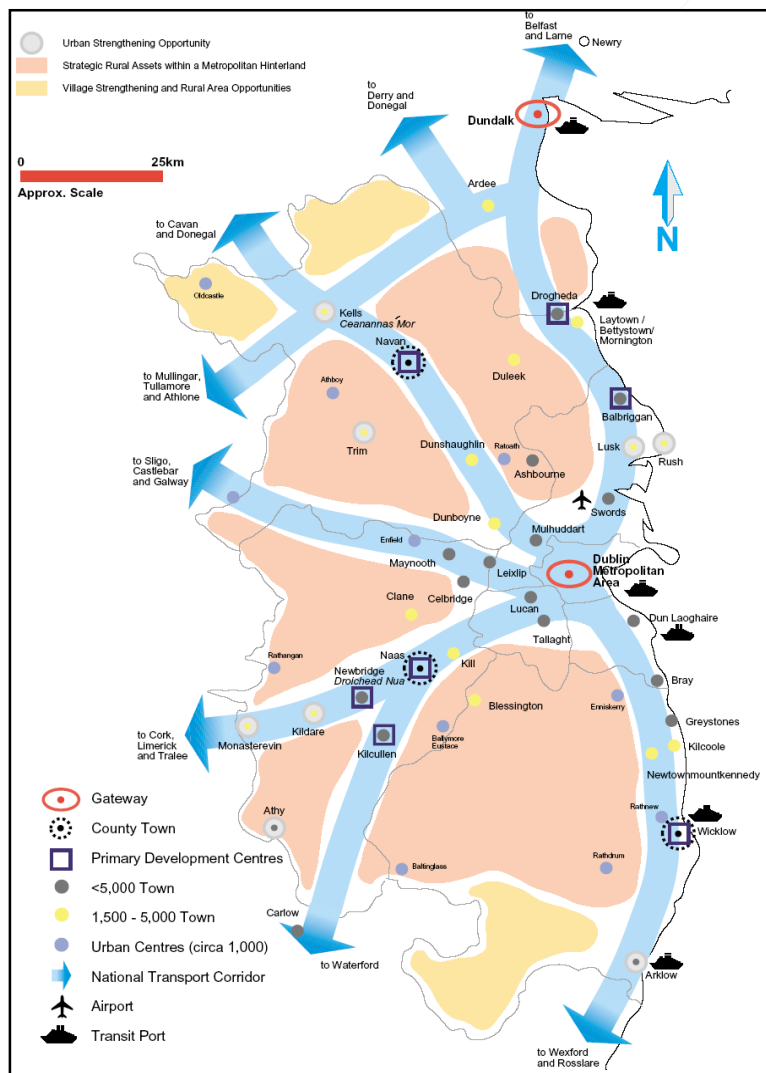 to
Belfast
and Larne
Newry
Urban Strengthening Opportunity
Strategic Rural Assets within a Metropolitan Hinterland
Village Strengthening and Rural Area Opportunities
to
Derry and
Donegal
Dundalk
0 25km
Approx. Scale
Ardee
N
to Cavan
and Donegal
Oldcastle
Drogheda
Kells
Ceanannas Mór
Laytown /
Bettystown/
Mornington
Navan
to Mullingar,
Tullamore
and Athlone
Athboy
Duleek
Balbriggan
Trim
Dunshaughlin
Ratoath
Lusk
Rush
to Sligo,
Castlebar
and Galway
Ashbourne
Swords
Dunboyne
Mulhuddart
Enfield
Maynooth
Leixlip
Dublin
Metropolitan
Area
Celbridge
Clane
Lucan
Dun Laoghaire
Tallaght
Rathangan
Naas
Kill
Newbridge
Droichead Nua
Bray
Enniskerry
Blessington
Greystones
to Cork,
Limerick
and Tralee
Monasterevin
Kildare
Kilcullen
Ballymore
Eustace
Kilcoole
Newtownmountkennedy
Gateway
Athy
Rathnew
County Town
Wicklow
Primary Development Centres
Baltinglass
Rathdrum
<5,000 Town
1,500 - 5,000 Town
Carlow
Urban Centres (circa 1,000)
to Waterford
National Transport Corridor
Arklow
Airport
Transit Port
to Wexford
and Rosslare